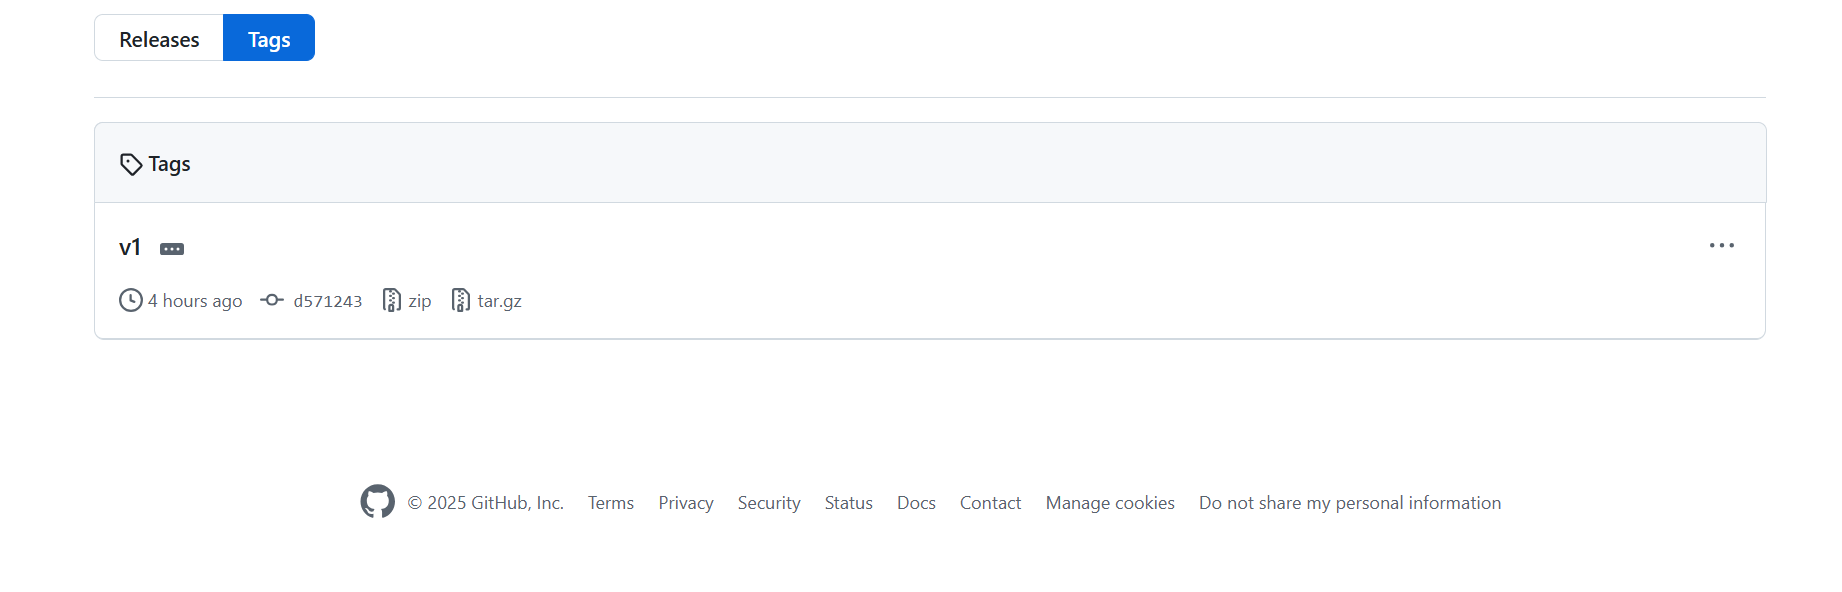 Releases Tags
Tags
v1
4 hours ago d571243 zip tar.gz
© 2025 GitHub, Inc. Terms Privacy Security Status Docs Contact Manage cookies Do not share my personal information